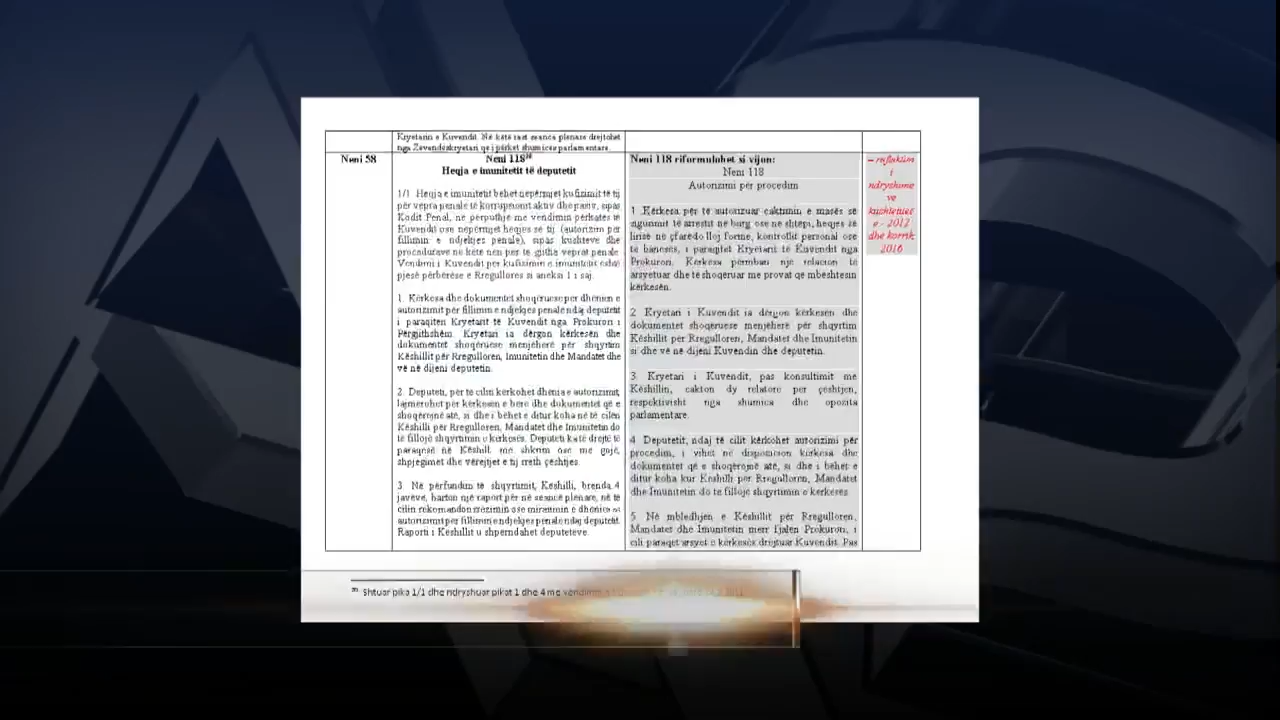 Kryetarin e Kuvendit. Në këtë rast seanca plenare drejtohet
nga Zëvendëskryetari që i përket shumicës parlamentare.
Neni 58
Neni 118
Heqja e imunitetit të deputetit
1/1 Heqja e imunitetit bëhet nëpërmjet kufizimit të tij
për vepra penale të korrupsionit aktiv dhe pasiv, sipas
Kodit Penal, në përputhje me vendimin përkatës të
Kuvendit ose nëpërmjet heqjes së tij (autorizim për
fillimin e ndjekjes penale), sipas kushteve dhe
procedurave në këtë nen për të gjitha veprat penale.
Vendimi i Kuvendit për kufizimin e imunitetit është
pjesë përbërëse e Rregullores si aneksi 1 i saj.
1. Kërkesa dhe dokumentet shoqëruese për dhënien e
autorizimit për fillimin e ndjekjes penale ndaj deputetit
i paraqiten Kryetarit të Kuvendit nga Prokurori i
Përgjithshëm. Kryetari ia dërgon kërkesën dhe
dokumentet shoqëruese menjëherë për shqyrtim
Këshillit për Rregulloren, Imunitetin dhe Mandatet dhe
vë në dijeni deputetin.
2. Deputeti, për të cilin kërkohet dhënia e autorizimit,
lajmërohet për kërkesën e bërë dhe dokumentet që e
shoqërojnë atë, si dhe i bëhet e ditur koha në të cilën
Këshilli për Rregulloren, Mandatet dhe Imunitetin do
të fillojë shqyrtimin e kërkesës. Deputeti ka të drejtë të
paraqesë në Këshill, me shkrim ose me gojë,
shpjegimet dhe vërejtjet e tij rreth çështjes.
3. Në përfundim të shqyrtimit, Këshilli, brenda 4
javëve, harton një raport për në seancë plenare, në të
cilin rekomandon rrëzimin ose miratimin e dhënies së
autorizimit për fillimin e ndjekjes penale ndaj deputetit.
Raporti i Këshillit u shpërndahet deputetëve.
Neni 118 riformulohet si vijon:
Neni 118
Autorizimi për procedim
1. Kërkesa për të autorizuar caktimin e masës së
sigurimit të arrestit në burg ose në shtëpi, heqjes së
lirisë në çfarëdo lloj forme, kontrollit personal ose
të banesës, i paraqitet Kryetarit të Kuvendit nga
Prokurori. Kërkesa përmban një relacion të
arsyetuar dhe të shoqëruar me provat që mbështesin
kërkesën.
2. Kryetari i Kuvendit ia dërgon kërkesën dhe
dokumentet shoqëruese menjëherë për shqyrtim
Këshillit për Rregulloren, Mandatet dhe Imunitetin
si dhe vë në dijeni Kuvendin dhe deputetin.
3. Kryetari i Kuvendit, pas konsultimit me
Këshillin, cakton dy relatorë për çështjen,
respektivisht nga shumica dhe opozita
parlamentare.
4. Deputetit, ndaj të cilit kërkohet autorizimi për
procedim, i vihet në dispozicion kërkesa dhe
dokumentet që e shoqërojnë atë, si dhe i bëhet e
ditur koha kur Këshilli për Rregulloren, Mandatet
dhe Imunitetin do të fillojë shqyrtimin e kërkesës.
5. Në mbledhjen e Këshillit për Rregulloren,
Mandatet dhe Imunitetin merr fjalën Prokurori, i
cili paraqet arsyet e kërkesës drejtuar Kuvendit. Pas
– reflektim
i
ndryshime
ve
kushtetues
e - 2012
dhe korrik
2016
Shtuar pika 1/1 dhe ndryshuar pikat 1 dhe 4 me vendimin